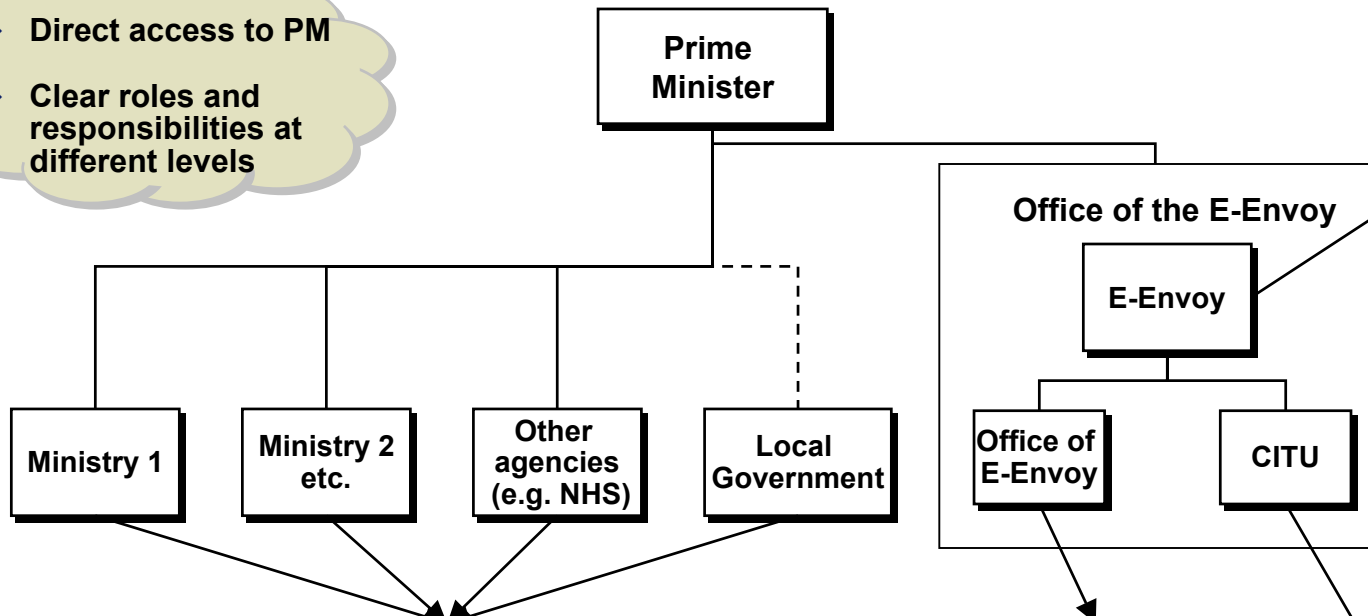 Direct access to PM
Clear roles and
responsibilities at
different levels
Prime
Minister
Office of the E-Envoy
E-Envoy
Ministry 1
Ministry 2
etc.
Other
agencies
(e.g. NHS)
Local
Government
Office of
E-Envoy
CITU